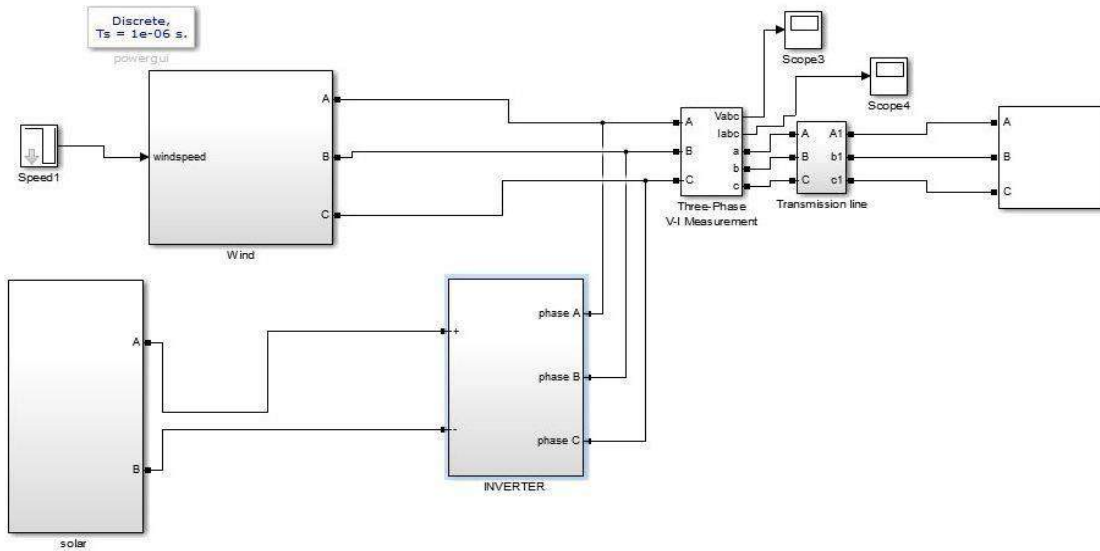 Discrete,
Ts = 1e-06 s.
powergui
Speed1
windspeed
A
B
C
Wind
A
B
solar
+
-
phase A
phase B
phase C
INVERTER
A
B
C
Vabc
Iabc
a
b
c
Three-Phase
V-I Measurement
Scope3
Scope4
A
B
C
A1
b1
c1
Transmission line
A
B
C